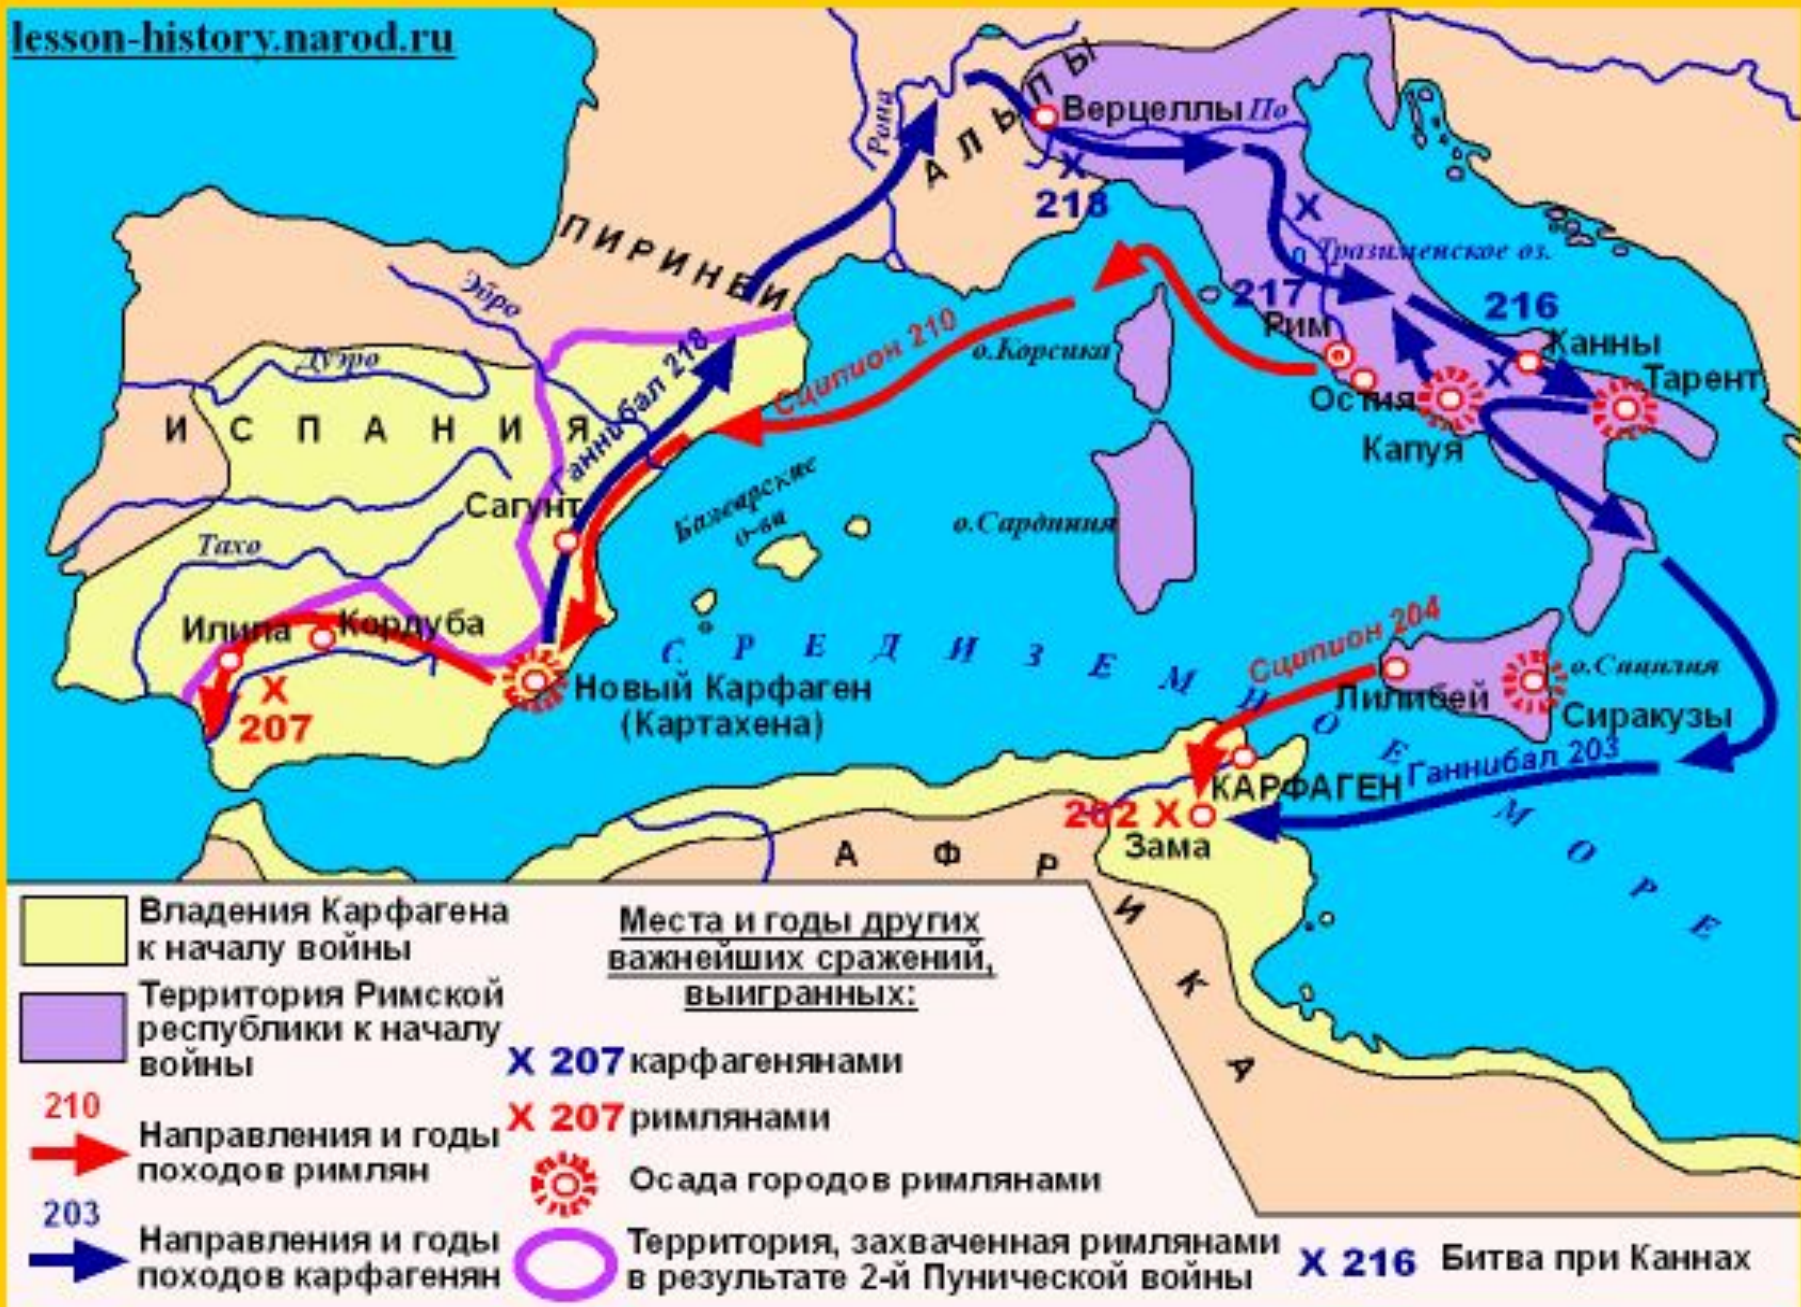 lesson-history.narod.ru
АЛЬПЫ
Рона
Верцеллы
По
X
218
ПИРИНЕИ
X
Тразименское оз.
217
216
Эбро
Рим
Канны
X
Дуэро
Ганнибал 218
Сципион 210
о.Корсика
Тарент
Остия
ИСПАНИЯ
Капуя
Сагунт
Балеарские
о-ва
о.Сардиния
Тахо
Илипа
Кордуба
СРЕДИЗЕМНОЕ МОРЕ
Сципион 204
о.Сицилия
X
207
Новый Карфаген
(Картахена)
Лилибей
Сиракузы
Ганнибал 203
КАРФАГЕН
202 X
Зама
АФРИКА
Владения Карфагена
к началу войны
Территория Римской
республики к началу
войны
210
Направления и годы
походов римлян
203
Направления и годы
походов карфагенян
Места и годы других
важнейших сражений,
выигранных:
X 207 карфагенянами
X 207 римлянами
Осада городов римлянами
Территория, захваченная римлянами
в результате 2-й Пунической войны
X 216 Битва при Каннах